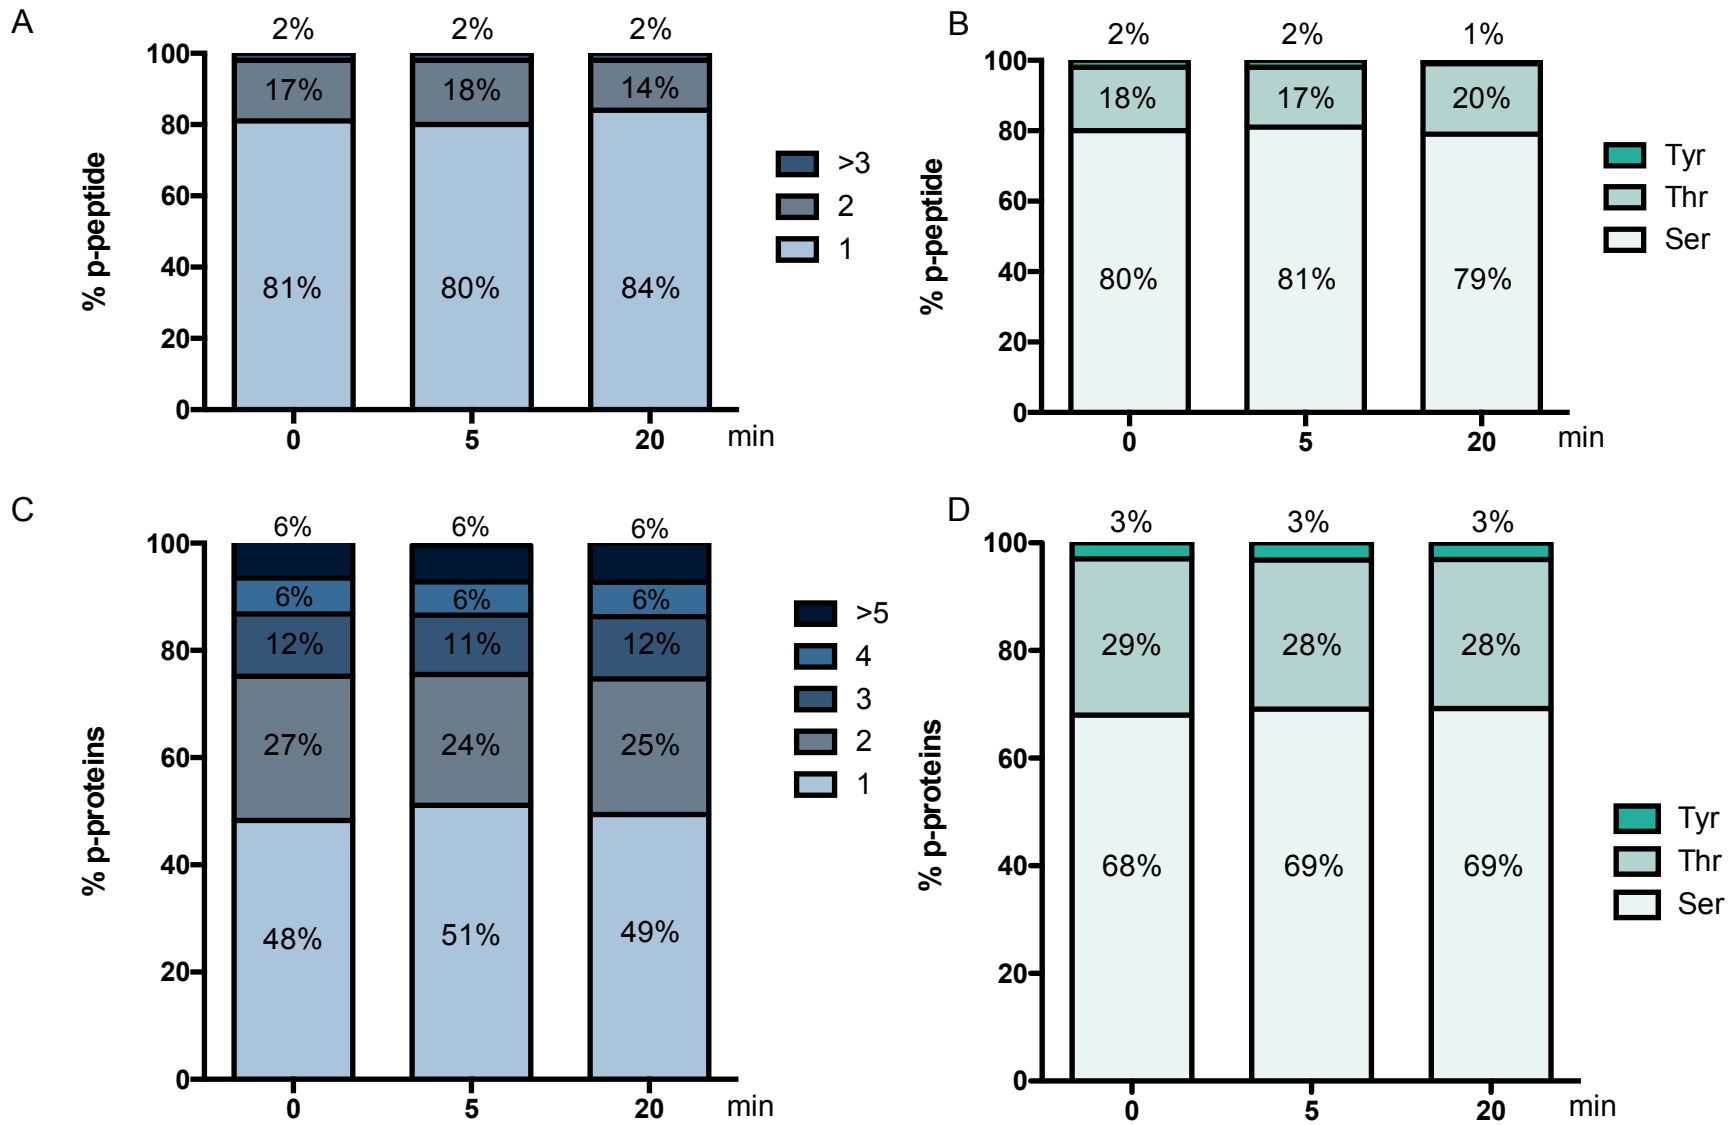 A
2% 2% 2%
100
17% 18% 14%
80
60
40
81% 80% 84%
20
0
0 5 20 min
% p-peptide
>3
2
1
B
2% 2% 1%
100
18% 17% 20%
80
60
40
80% 81% 79%
20
0
0 5 20 min
% p-peptide
Tyr
Thr
Ser
C
6% 6% 6%
100
6% 6% 6%
12% 11% 12%
80
27% 24% 25%
60
40
48% 51% 49%
20
0
0 5 20 min
% p-proteins
>5
4
3
2
1
D
3% 3% 3%
100
29% 28% 28%
80
60
40
68% 69% 69%
20
0
0 5 20 min
% p-proteins
Tyr
Thr
Ser